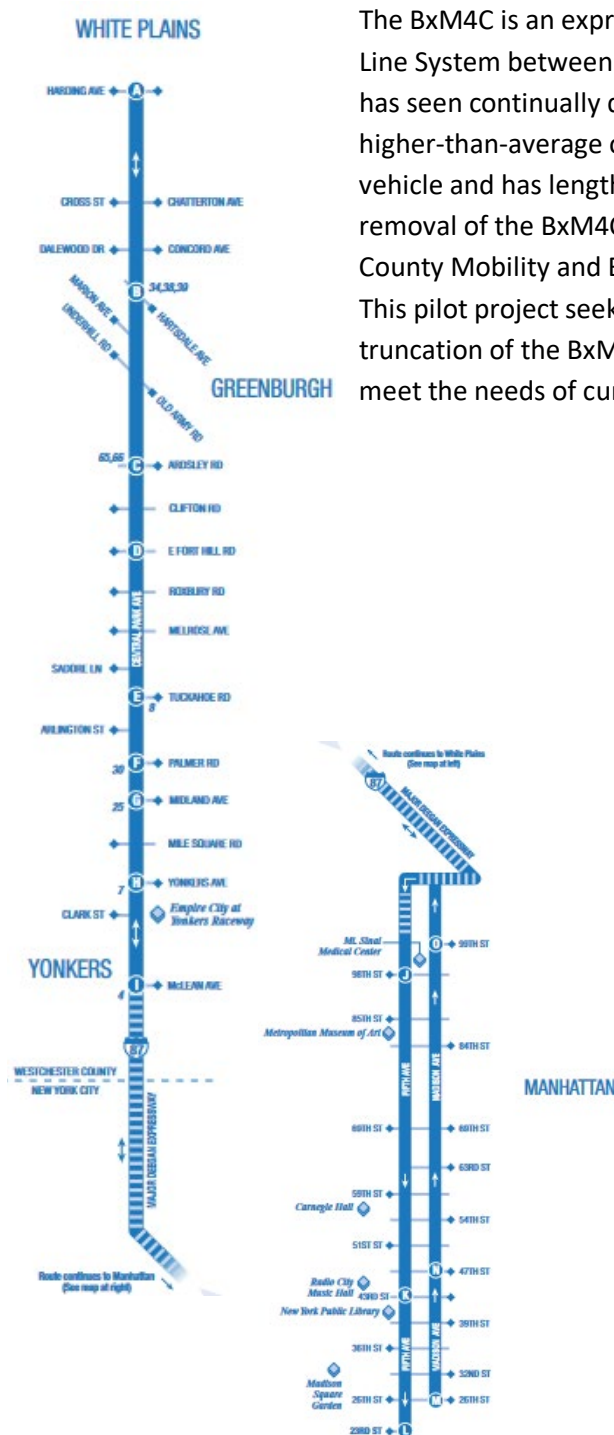 WHITE PLAINS
HARDING AVE
A
CROSS ST
CHATTERTON AVE
DALEWOOD DR
CONCORD AVE
B
34,38,39
MARION AVE
HARTSDALE AVE
UNDERHILL RD
OLD ARMY RD
GREENBURGH
65,66
C
ARDSLEY RD
CLIFTON RD
D
E FORT HILL RD
CENTRAL PARK AVE
ROXBURY RD
MELROSE AVE
SADORE LN
E
TUCKAHOE RD
8
ARLINGTON ST
F
PALMER RD
30
G
MIDLAND AVE
25
MILE SQUARE RD
H
YONKERS AVE
7
CLARK ST
Empire City at
Yonkers Raceway
YONKERS
I
McLEAN AVE
4
87
WESTCHESTER COUNTY
NEW YORK CITY
MAJOR DEEGAN EXPRESSWAY
Route continues to Manhattan
(See map at right)
The BxM4C is an expr
Line System between
has seen continually
higher-than-average
vehicle and has length
removal of the BxM4C
County Mobility and
This pilot project seek
truncation of the BxM
meet the needs of cur
Route continues to White Plains
(See map at left)
87
MAJOR DEEGAN EXPRESSWAY
Mt. Sinai
Medical Center
O
99TH ST
98TH ST
J
85TH ST
Metropolitan Museum of Art
84TH ST
FIFTH AVE
MADISON AVE
MANHATTAN
69TH ST
69TH ST
63RD ST
59TH ST
Carnegie Hall
54TH ST
51ST ST
N
47TH ST
Radio City
Music Hall
43RD ST
K
New York Public Library
39TH ST
36TH ST
FIFTH AVE
MADISON AVE
32ND ST
Madison
Square
Garden
26TH ST
M
26TH ST
23RD ST
L